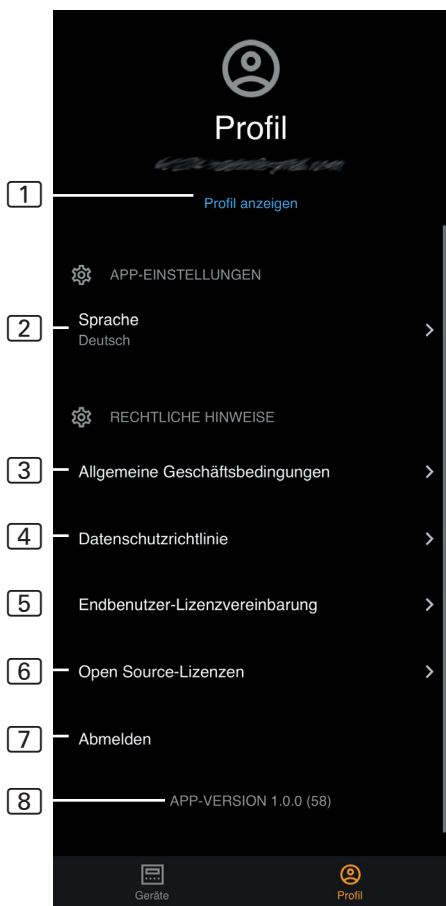 Profil
1
Profil anzeigen
APP-EINSTELLUNGEN
2
Sprache
Deutsch
RECHTLICHE HINWEISE
3
Allgemeine Geschäftsbedingungen
4
Datenschutzrichtlinie
5
Endbenutzer-Lizenzvereinbarung
6
Open Source-Lizenzen
7
Abmelden
8
APP-VERSION 1.0.0 (58)
Geräte
Profil